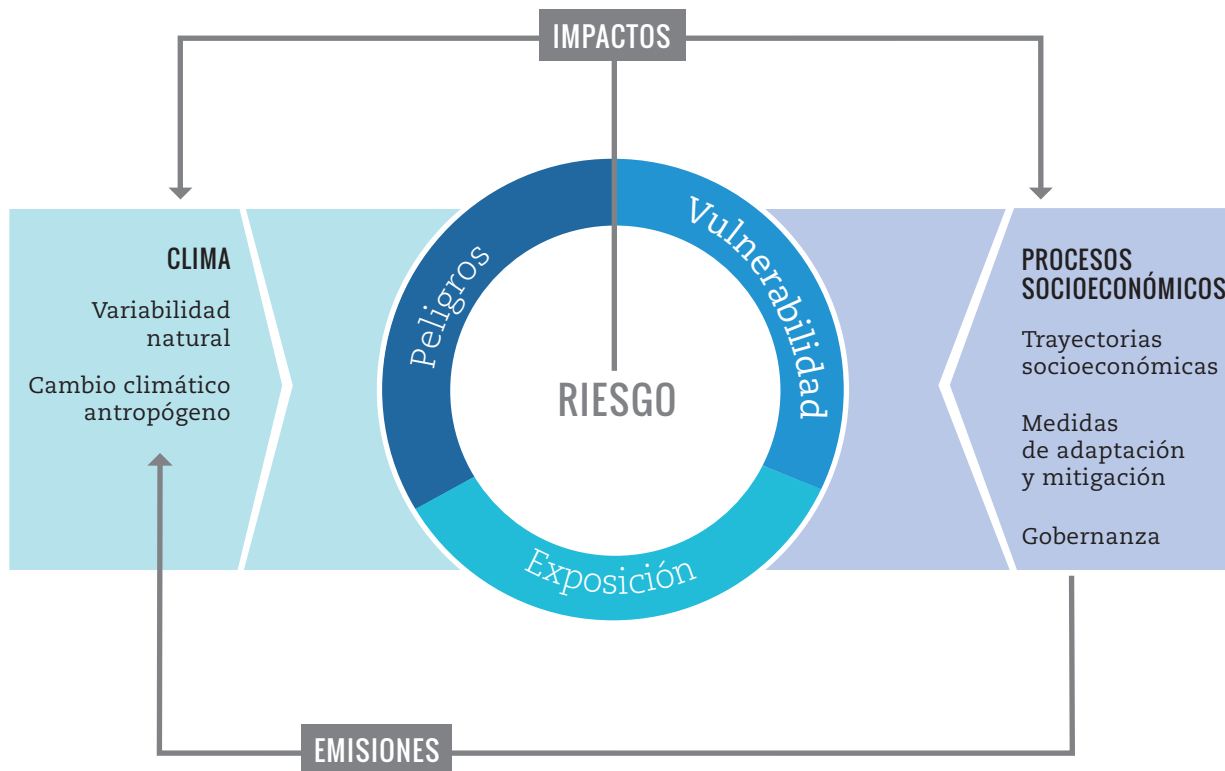 IMPACTOS
CLIMA
Variabilidad
natural
Cambio climático
antropógeno
Peligros
Vulnerabilidad
Exposición
RIESGO
PROCESOS
SOCIOECONÓMICOS
Trayectorias
socioeconómicas
Medidas
de adaptación
y mitigación
Gobernanza
EMISIONES